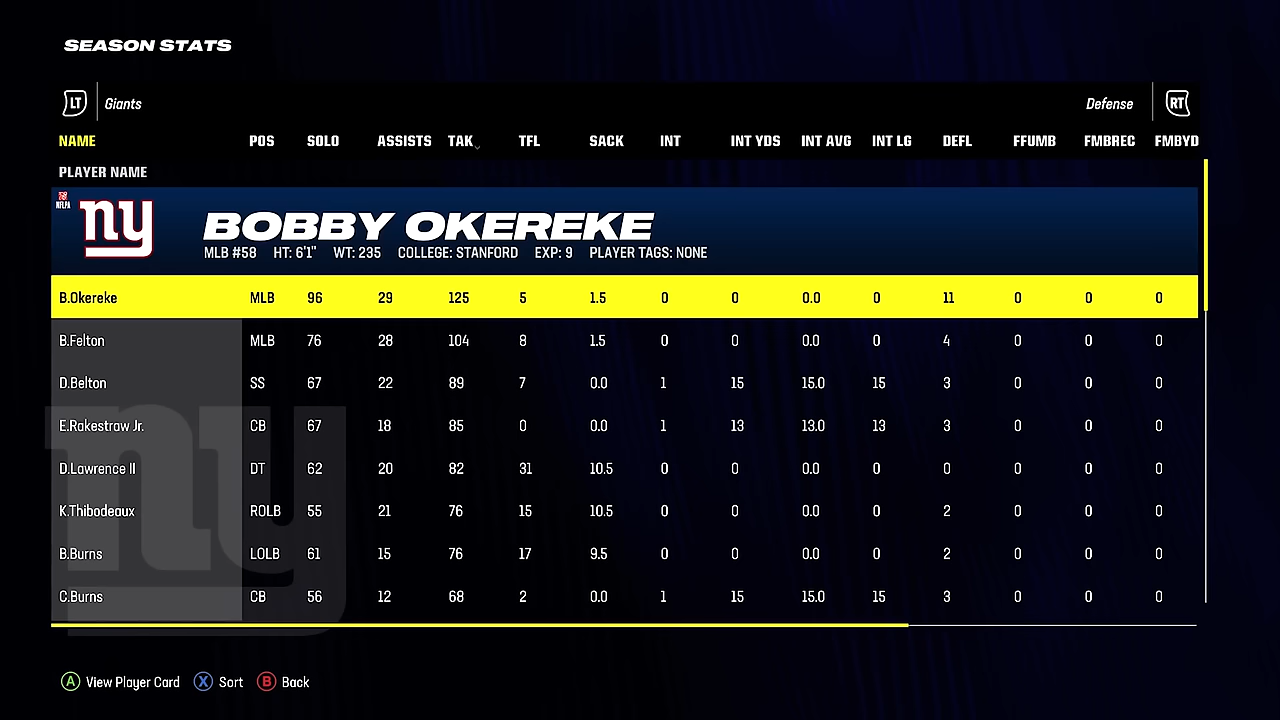 SEASON STATS
LT Giants Defense RT
NAME POS SOLO ASSISTS TAK TFL SACK INT INT YDS INT AVG INT LG DEFL FFUMB FMBREC FMBYD
PLAYER NAME
NFLPA ny BOBBY OKEREKE
MLB #58 HT: 6'1" WT: 235 COLLEGE: STANFORD EXP: 9 PLAYER TAGS: NONE
B.Okereke MLB 96 29 125 5 1.5 0 0 0.0 0 11 0 0 0
B.Felton MLB 76 28 104 8 1.5 0 0 0.0 0 4 0 0 0
D.Belton SS 67 22 89 7 0.0 1 15 15.0 15 3 0 0 0
E.Rakestraw Jr. CB 67 18 85 0 0.0 1 13 13.0 13 3 0 0 0
D.Lawrence II DT 62 20 82 31 10.5 0 0 0.0 0 0 0 0 0
K.Thibodeaux ROLB 55 21 76 15 10.5 0 0 0.0 0 2 0 0 0
B.Burns LOLB 61 15 76 17 9.5 0 0 0.0 0 2 0 0 0
C.Burns CB 56 12 68 2 0.0 1 15 15.0 15 3 0 0 0
ny
A View Player Card X Sort B Back